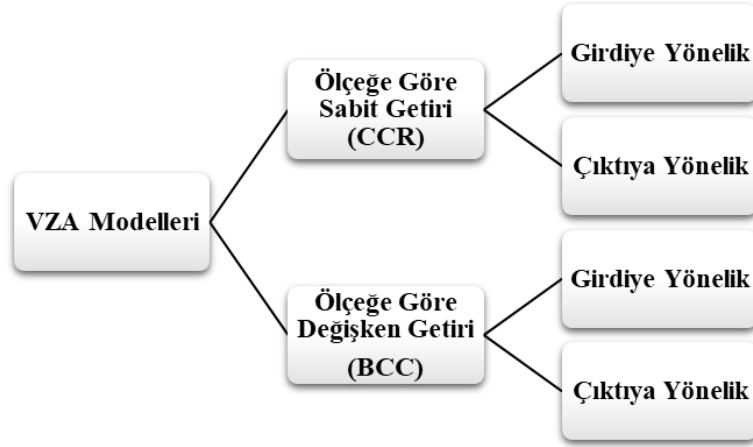 VZA Modelleri
Ölçeğe Göre
Sabit Getiri
(CCR)
Girdiye Yönelik
Çıktıya Yönelik
Ölçeğe Göre
Değişken Getiri
(BCC)
Girdiye Yönelik
Çıktıya Yönelik